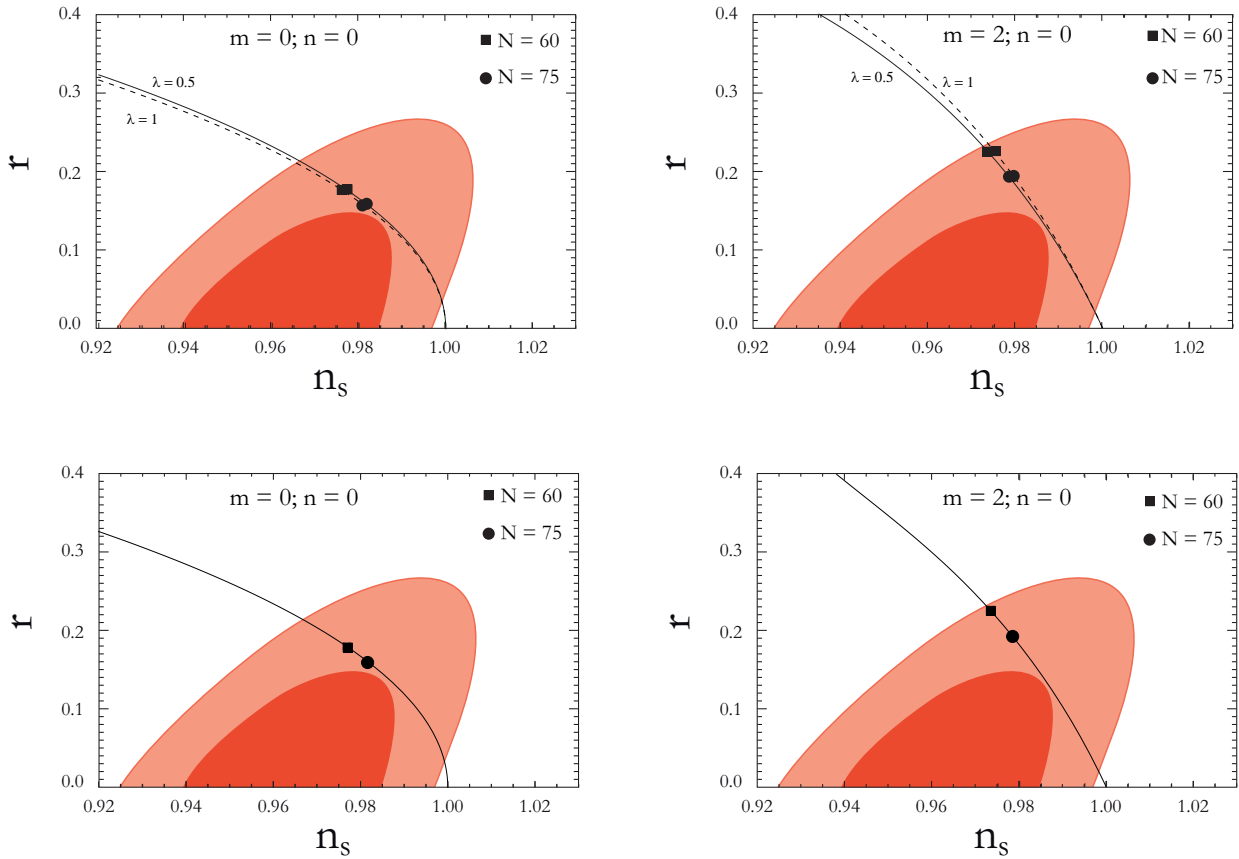 0.4
m = 0; n = 0
N = 60
N = 75
λ = 0.5
λ = 1
0.3
0.2
0.1
0.0
r
0.92 0.94 0.96 0.98 1.00 1.02
n_s
0.4
m = 2; n = 0
N = 60
N = 75
λ = 0.5
λ = 1
0.3
0.2
0.1
0.0
r
0.92 0.94 0.96 0.98 1.00 1.02
n_s
0.4
m = 0; n = 0
N = 60
N = 75
0.3
0.2
0.1
0.0
r
0.92 0.94 0.96 0.98 1.00 1.02
n_s
0.4
m = 2; n = 0
N = 60
N = 75
0.3
0.2
0.1
0.0
r
0.92 0.94 0.96 0.98 1.00 1.02
n_s